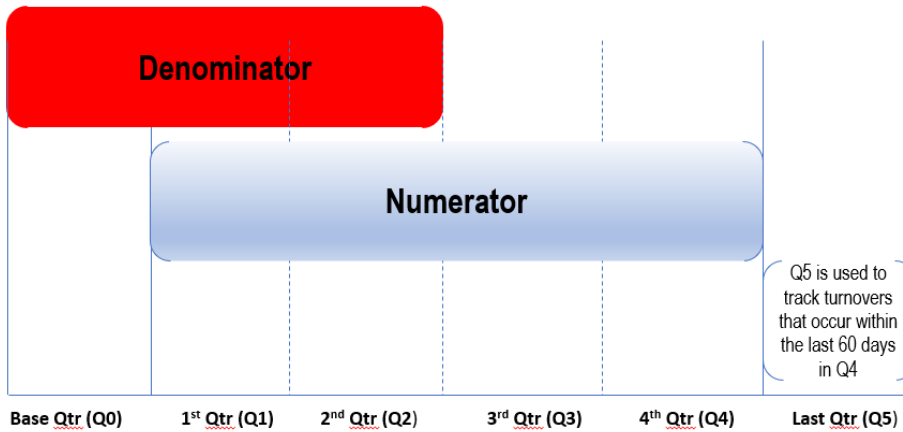 Denominator
Numerator
Q5 is used to
track turnovers
that occur within
the last 60 days
in Q4
Base Qtr (Q0)
1st Qtr (Q1)
2nd Qtr (Q2)
3rd Qtr (Q3)
4th Qtr (Q4)
Last Qtr (Q5)